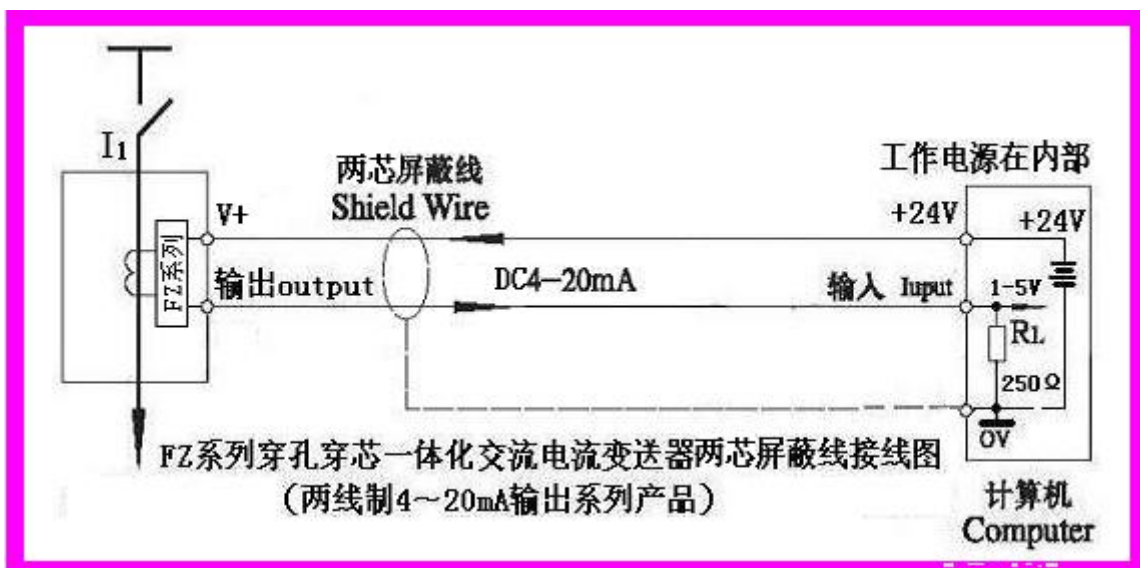 I1
两芯屏蔽线
Shield Wire
工作电源在内部
V+
+24V
+24V
FZ系列
输出output
DC4-20mA
输入 Iuput
1-5V
RL
250Ω
0V
FZ系列穿孔穿芯一体化交流电流变送器两芯屏蔽线接线图
(两线制4～20mA输出系列产品)
计算机
Computer